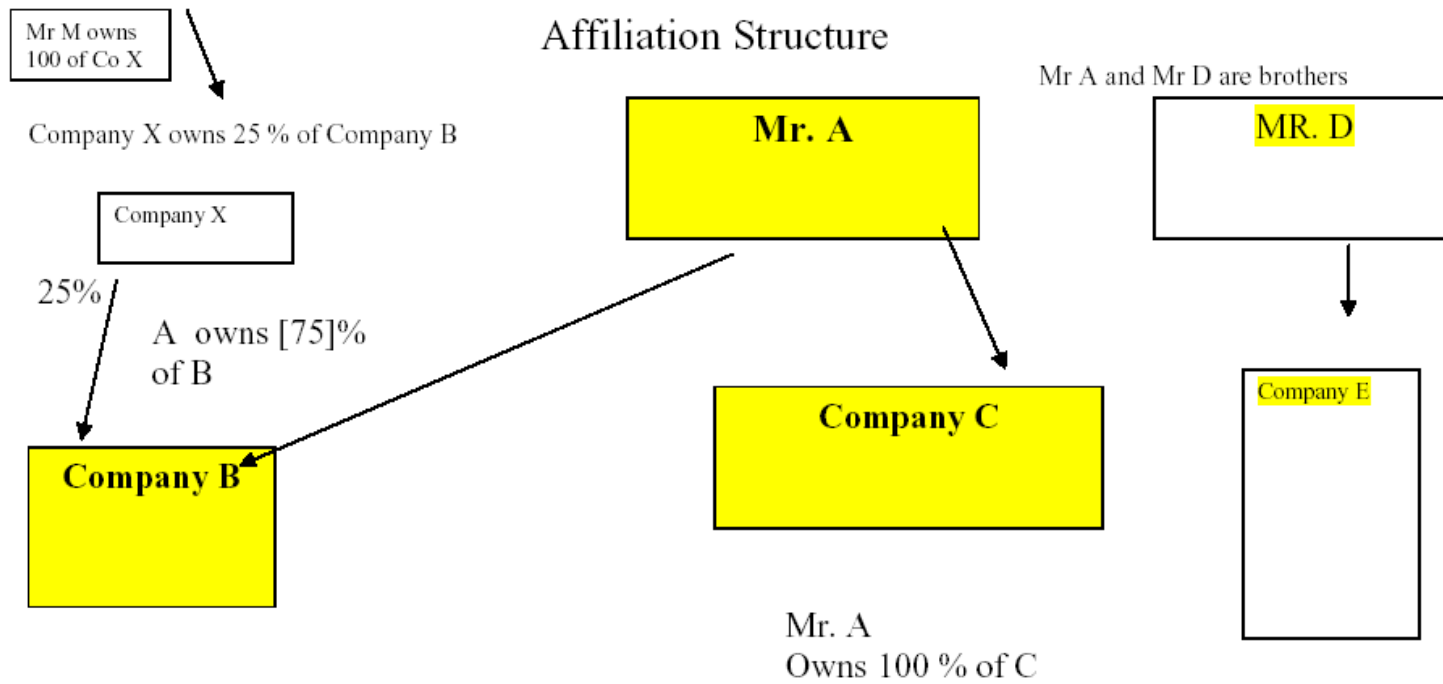 Mr M owns
100 of Co X
Affiliation Structure
Mr A and Mr D are brothers
Company X owns 25 % of Company B
Mr. A
MR. D
Company X
25%
A owns [75]%
of B
Company B
Company C
Company E
Mr. A
Owns 100 % of C